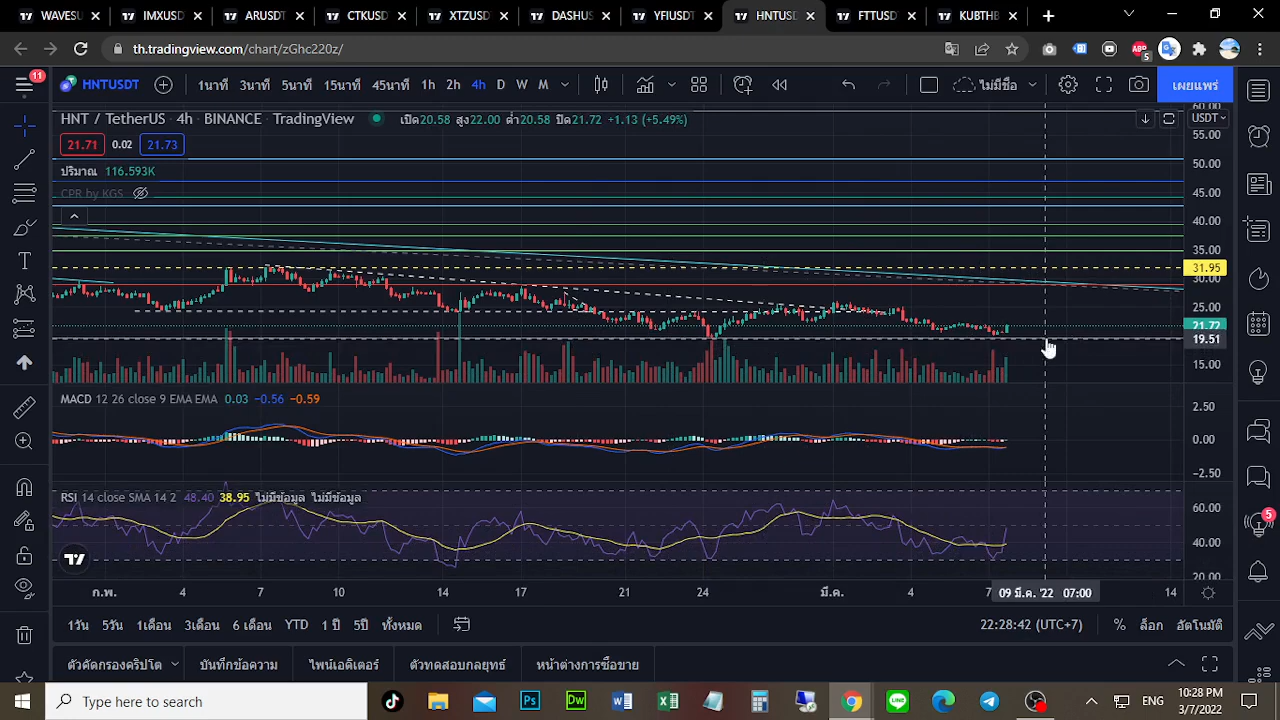 WAVESU IMXUSD ARUSDT CTKUSD XTZUSD DASHUS YFIUSDT HNTUSD FTTUSD KUBTHB
th.tradingview.com/chart/zGhc220z/
11 HNTUSDT 1นาที 3นาที 5นาที 15นาที 45นาที 1h 2h 4h D W M ไม่มีชื่อ เผยแพร่
HNT / TetherUS · 4h · BINANCE · TradingView เปิด20.58 สูง22.00 ต่ำ20.58 ปิด21.72 +1.13 (+5.49%)
USDT
21.71 0.02 21.73
ปริมาณ 116.593K
CPR by KGS
60.00
55.00
50.00
45.00
40.00
35.00
31.95
30.00
25.00
21.72
19.51
15.00
MACD 12 26 close 9 EMA EMA 0.03 −0.56 −0.59
2.50
0.00
−2.50
RSI 14 close SMA 14 2 48.40 38.95 ไม่มีข้อมูล ไม่มีข้อมูล
60.00
40.00
20.00
ก.พ. 4 7 10 14 17 21 24 มี.ค. 4 7 09 มี.ค. '22 07:00 14
1วัน 5วัน 1เดือน 3เดือน 6 เดือน YTD 1 ปี 5ปี ทั้งหมด 22:28:42 (UTC+7) % ล็อก อัตโนมัติ
ตัวคัดกรองคริปโต บันทึกข้อความ ไพน์เอดิเตอร์ ตัวทดสอบกลยุทธ์ หน้าต่างการซื้อขาย
5
5
Type here to search
Ps
Dw
ENG
10:28 PM
3/7/2022